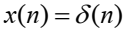 x(n) = δ(n)